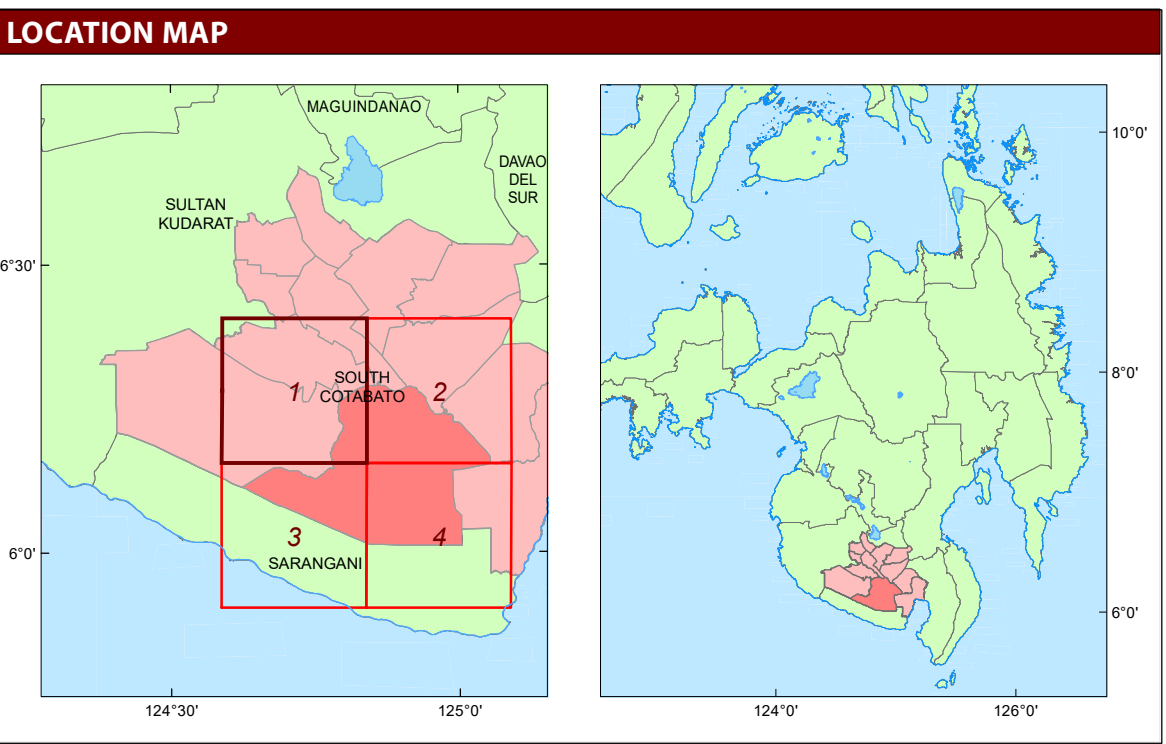 LOCATION MAP
MAGUINDANAO
DAVAO
DEL
SUR
SULTAN
KUDARAT
6°30'
1
SOUTH
COTABATO
2
3
4
6°0'
SARANGANI
124°30'
125°0'
10°0'
8°0'
6°0'
124°0'
126°0'